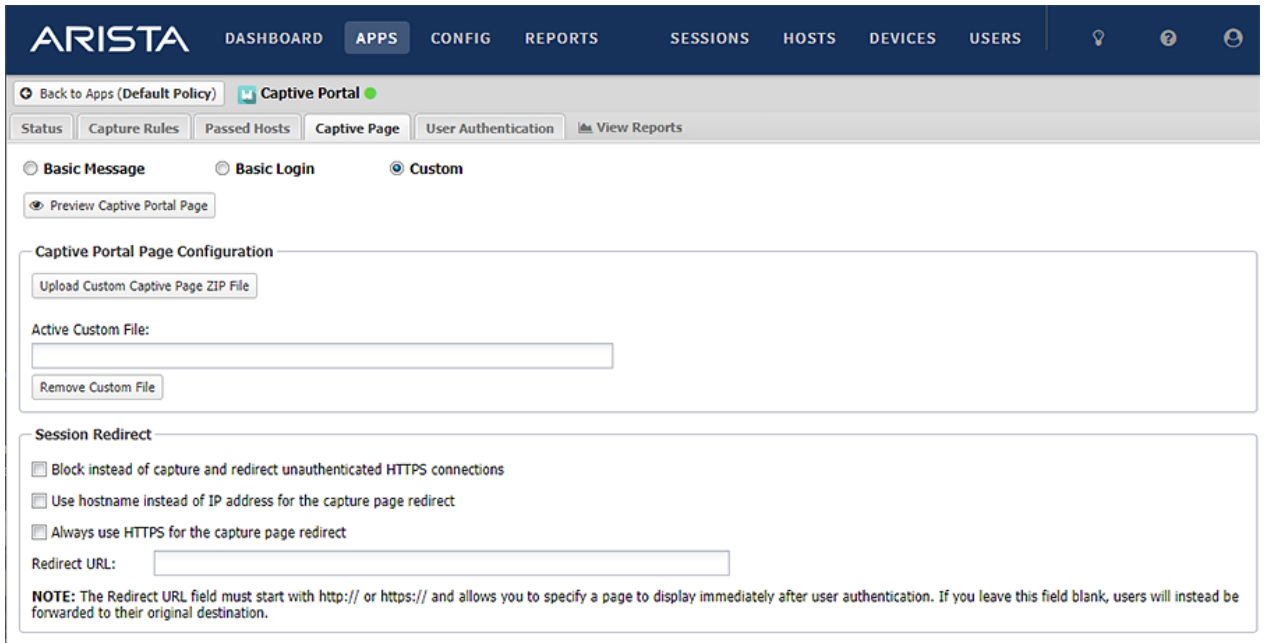 ARISTA DASHBOARD APPS CONFIG REPORTS SESSIONS HOSTS DEVICES USERS
Back to Apps (Default Policy) Captive Portal
Status Capture Rules Passed Hosts Captive Page User Authentication View Reports
Basic Message Basic Login Custom
Preview Captive Portal Page
Captive Portal Page Configuration
Upload Custom Captive Page ZIP File
Active Custom File:
Remove Custom File
Session Redirect
Block instead of capture and redirect unauthenticated HTTPS connections
Use hostname instead of IP address for the capture page redirect
Always use HTTPS for the capture page redirect
Redirect URL:
NOTE: The Redirect URL field must start with http:// or https:// and allows you to specify a page to display immediately after user authentication. If you leave this field blank, users will instead be
forwarded to their original destination.